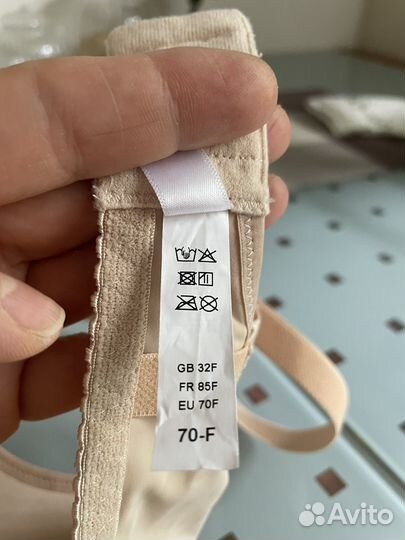 GB 32F
FR 85F
EU 70F
70-F
Avito